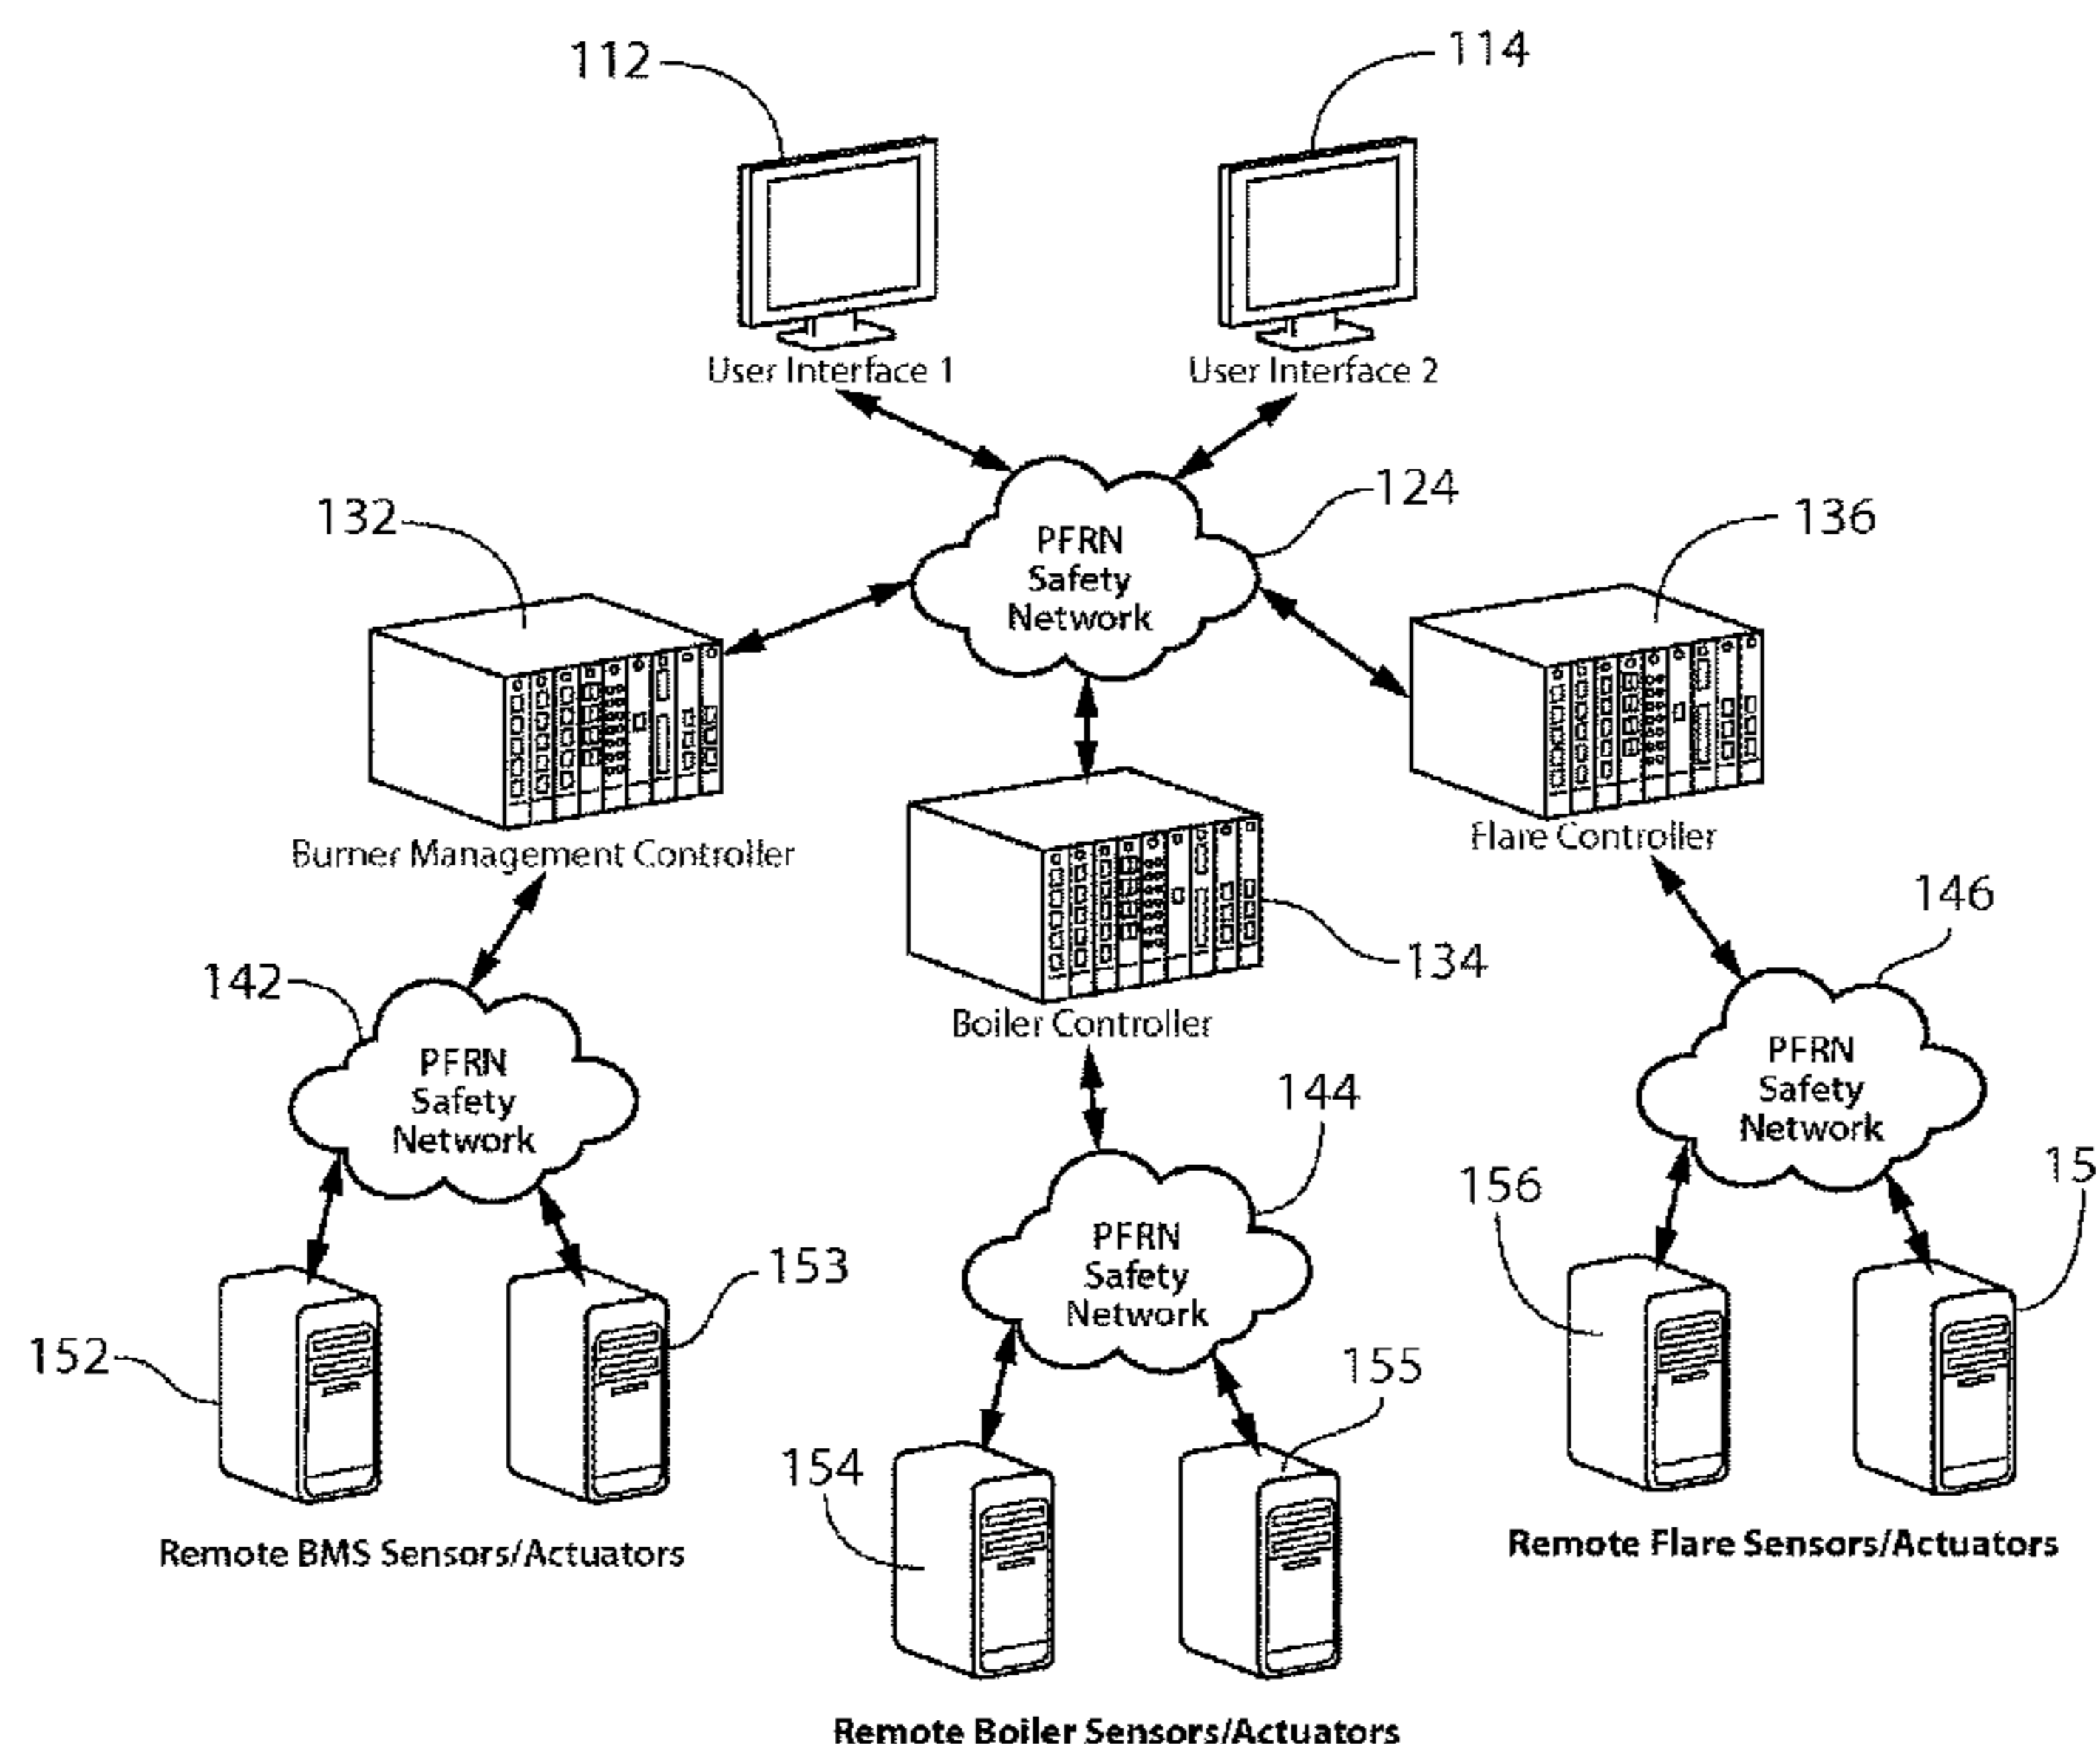 112
114
User Interface 1
User Interface 2
124
132
136
PFRN
Safety
Network
Burner Management Controller
Flare Controller
146
134
142
Boiler Controller
PFRN
Safety
Network
PFRN
Safety
Network
144
156
15
153
PFRN
Safety
Network
152
155
154
Remote BMS Sensors/Actuators
Remote Flare Sensors/Actuators
Remote Boiler Sensors/Actuators